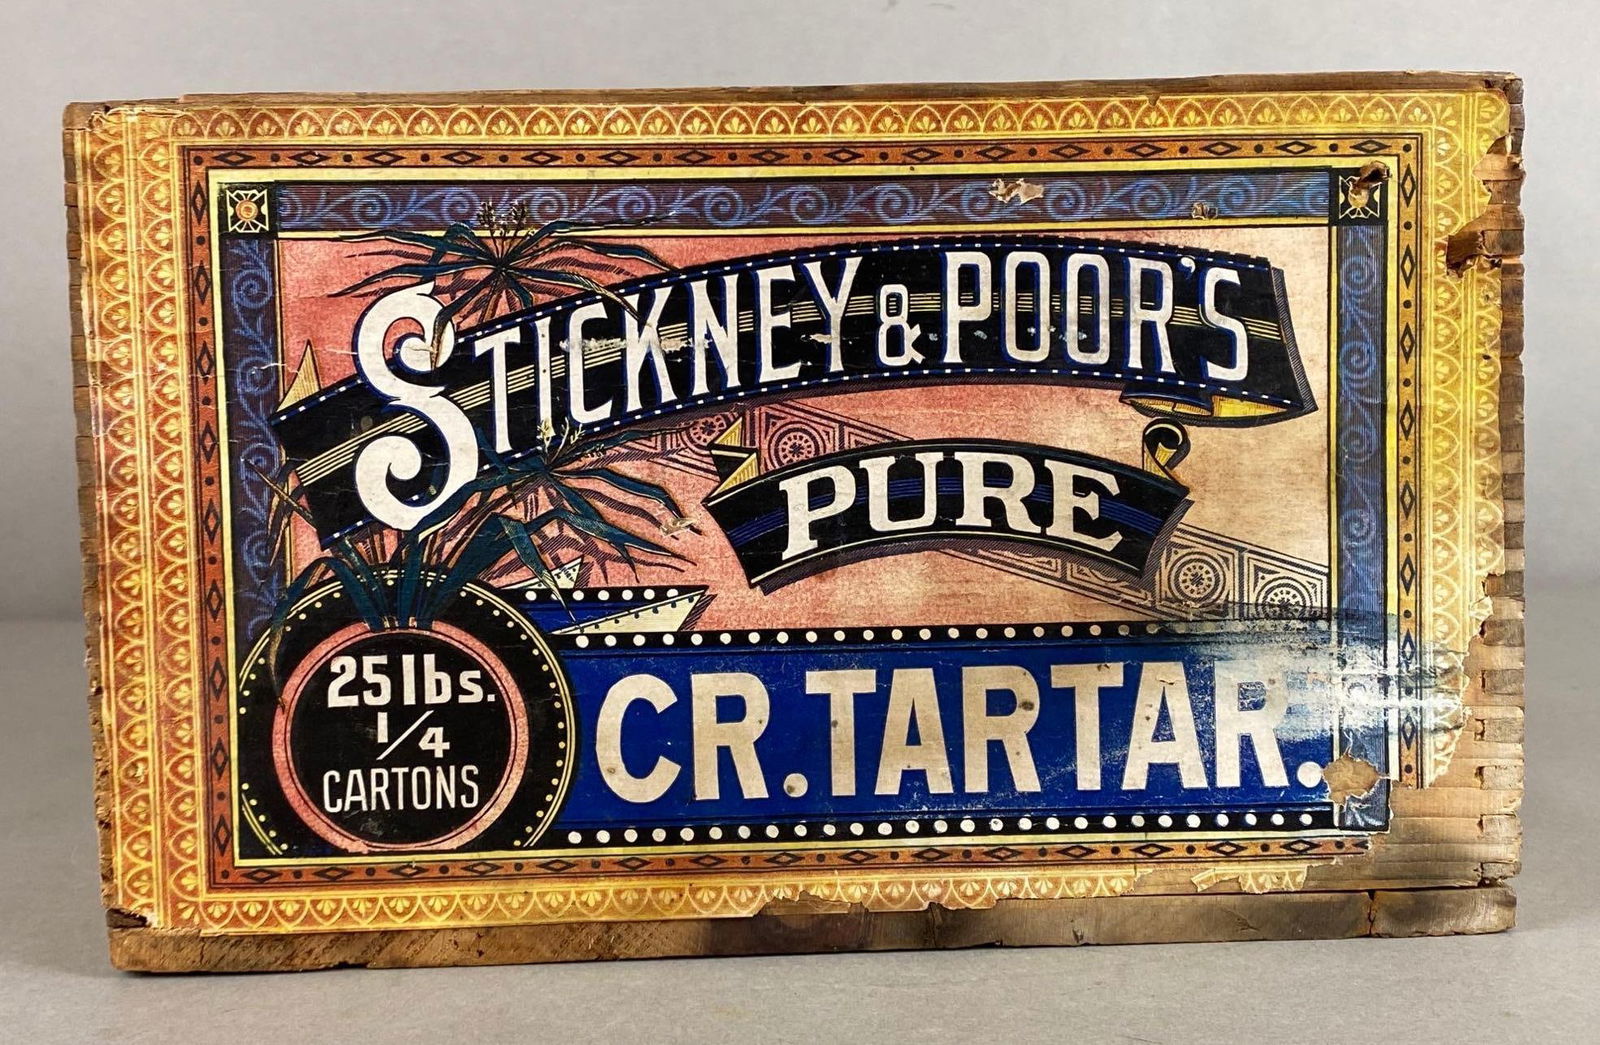 STICKNEY & POOR'S
PURE
25 lbs.
1/4
CARTONS
CR. TARTAR.